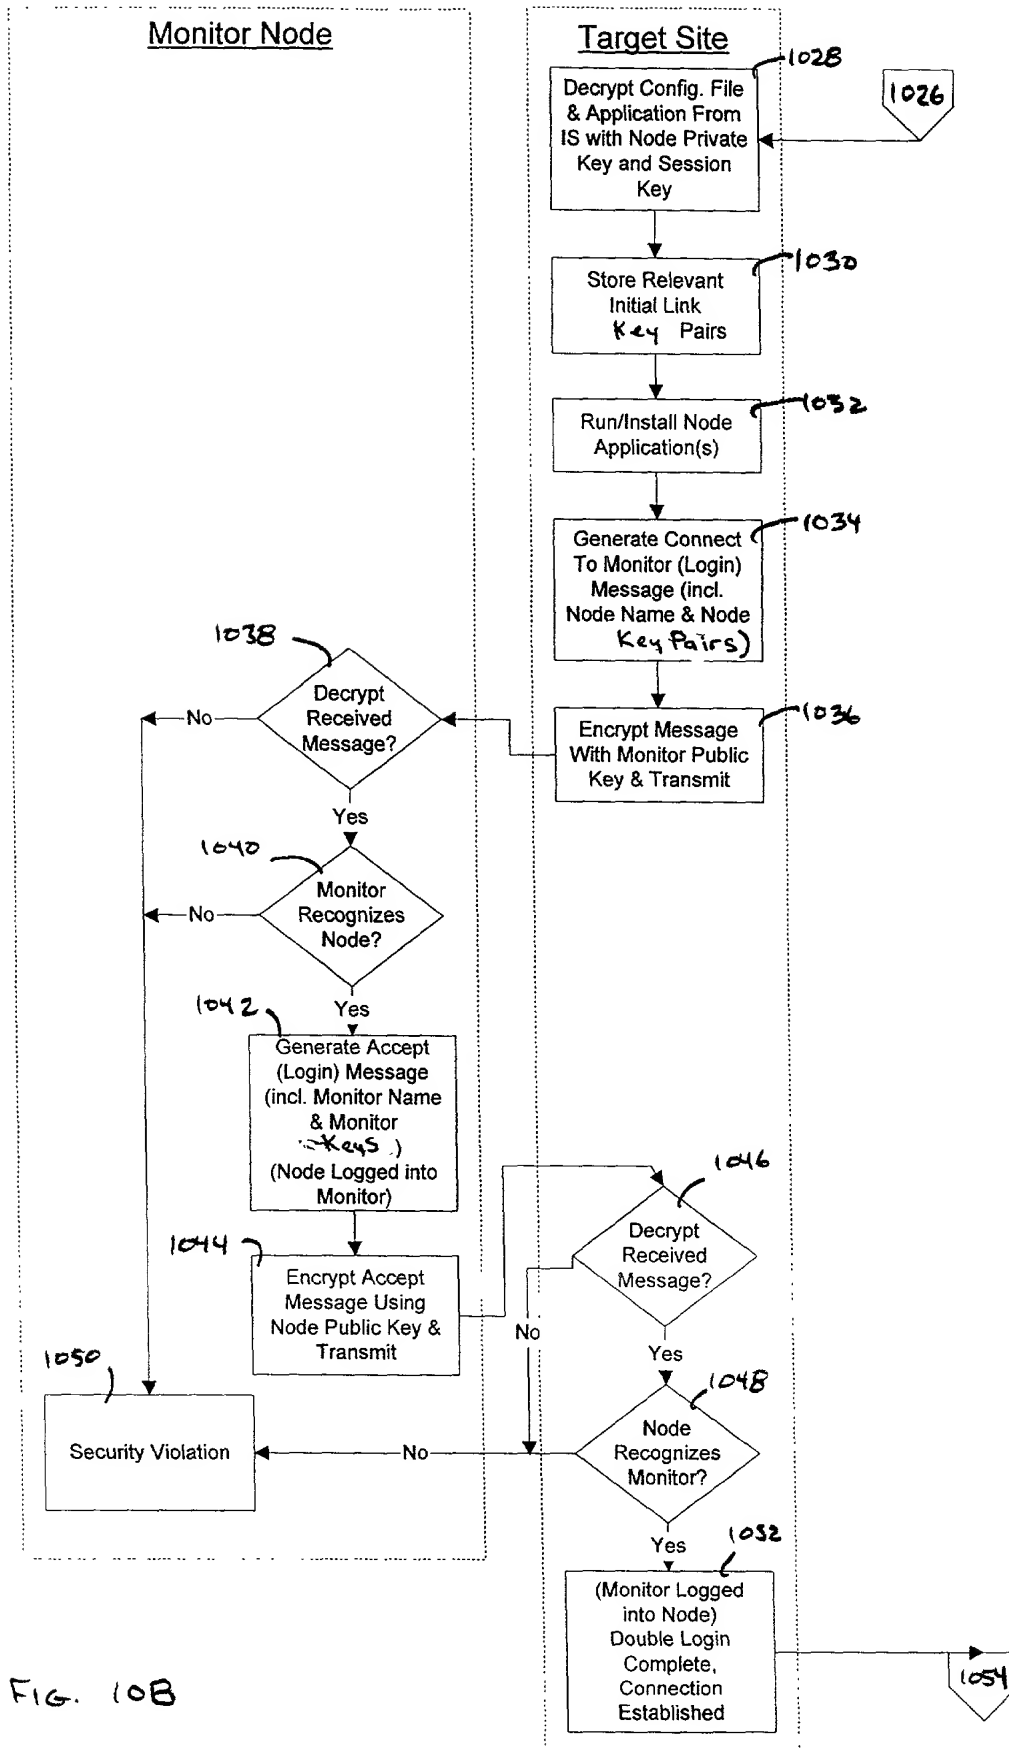 Monitor Node
Target Site
1028
1026
Decrypt Config. File
& Application From
IS with Node Private
Key and Session
Key
1030
Store Relevant
Initial Link
Key Pairs
1032
Run/Install Node
Application(s)
1034
Generate Connect
To Monitor (Login)
Message (incl.
Node Name & Node
Key Pairs)
1036
Encrypt Message
With Monitor Public
Key & Transmit
1038
Decrypt
Received
Message?
No
Yes
1040
Monitor
Recognizes
Node?
No
Yes
1042
Generate Accept
(Login) Message
(incl. Monitor Name
& Monitor
Keys )
(Node Logged into
Monitor)
1044
Encrypt Accept
Message Using
Node Public Key &
Transmit
1046
Decrypt
Received
Message?
No
Yes
1048
Node
Recognizes
Monitor?
No
1050
Security Violation
Yes
1052
(Monitor Logged
into Node)
Double Login
Complete,
Connection
Established
1054
FIG. 10B